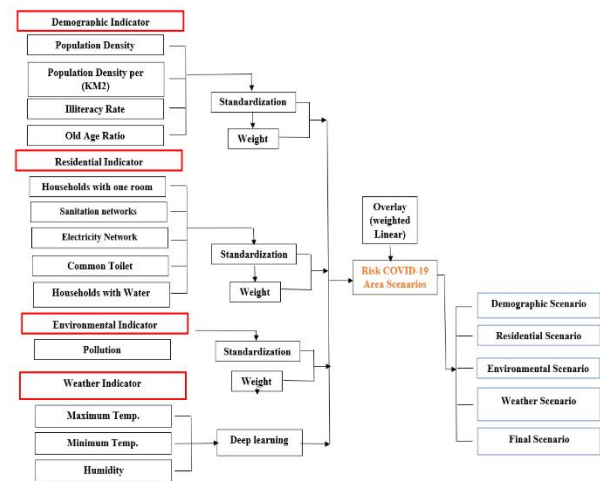 Demographic Indicator
Population Density
Population Density per
(KM2)
Illiteracy Rate
Old Age Ratio
Residential Indicator
Households with one room
Sanitation networks
Electricity Network
Common Toilet
Households with Water
Environmental Indicator
Pollution
Weather Indicator
Maximum Temp.
Minimum Temp.
Humidity
Standardization
Weight
Standardization
Weight
Standardization
Weight
Deep learning
Overlay
(weighted
Linear)
Risk COVID-19
Area Scenarios
Demographic Scenario
Residential Scenario
Environmental Scenario
Weather Scenario
Final Scenario